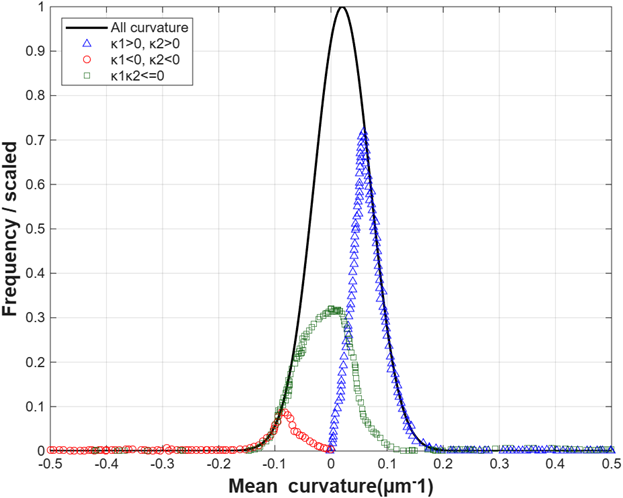 All curvature
κ1>0, κ2>0
κ1<0, κ2<0
κ1κ2<=0
1
0.9
0.8
0.7
0.6
0.5
0.4
0.3
0.2
0.1
0
Frequency / scaled
-0.5 -0.4 -0.3 -0.2 -0.1 0 0.1 0.2 0.3 0.4 0.5
Mean curvature(μm-1)